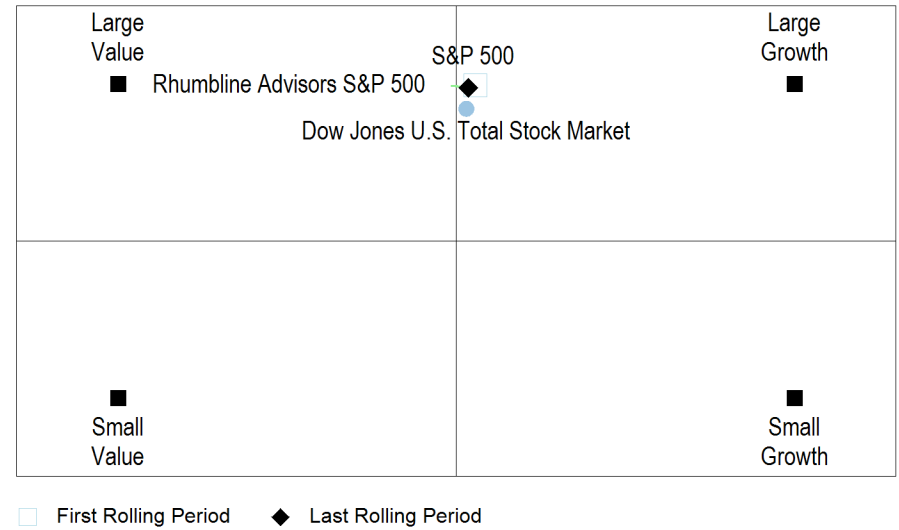 Large
Value
Large
Growth
S&P 500
Rhumbline Advisors S&P 500
Dow Jones U.S. Total Stock Market
Small
Value
Small
Growth
First Rolling Period
Last Rolling Period